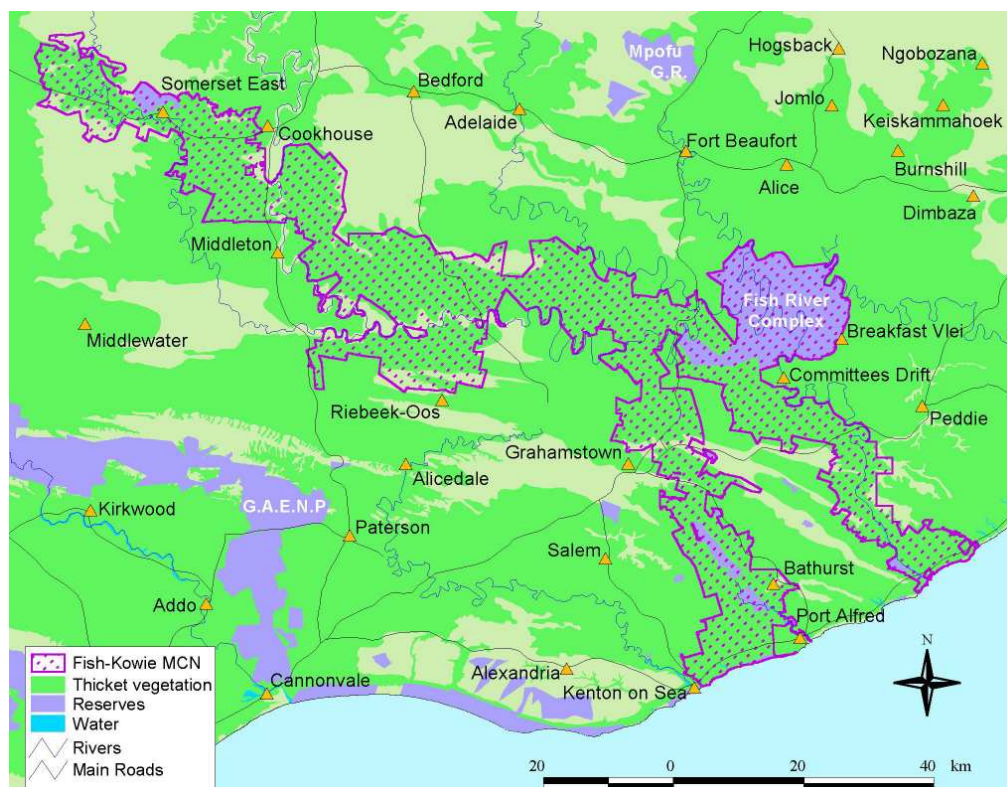 Mpofu
G.R.
Hogsback
Ngobozana
Somerset East
Bedford
Jomlo
Keiskammahoek
Adelaide
Cookhouse
Fort Beaufort
Burnshill
Alice
Dimbaza
Middleton
Fish River
Complex
Middlewater
Breakfast Vlei
Committees Drift
Riebeek-Oos
Peddie
Grahamstown
Alicedale
Kirkwood
G.A.E.N.P.
Paterson
Salem
Bathurst
Addo
Port Alfred
Alexandria
Kenton on Sea
Cannonvale
Fish-Kowie MCN
Thicket vegetation
Reserves
Water
Rivers
Main Roads
N
20 0 20 40 km